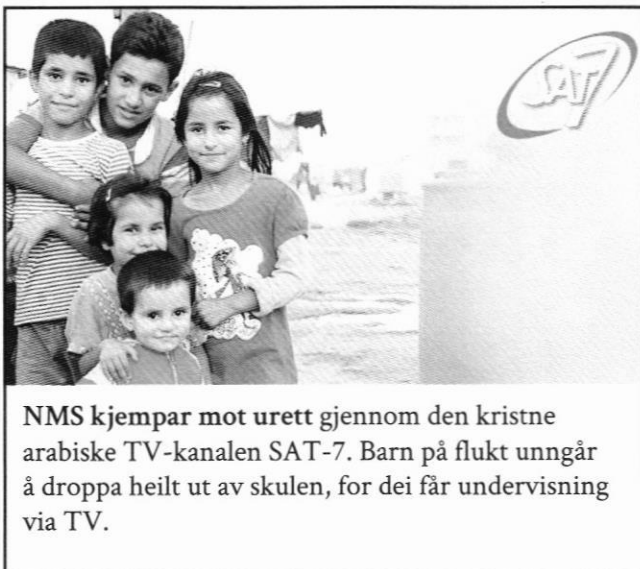 SAT7
NMS kjempar mot urett gjennom den kristne
arabiske TV-kanalen SAT-7. Barn på flukt unngår
å droppa heilt ut av skulen, for dei får undervisning
via TV.